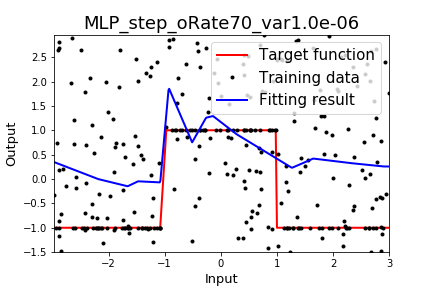 MLP_step_oRate70_var1.0e-06
Target function
Training data
Fitting result
Output
2.5
2.0
1.5
1.0
0.5
0.0
−0.5
−1.0
−1.5
−2
−1
0
1
2
3
Input